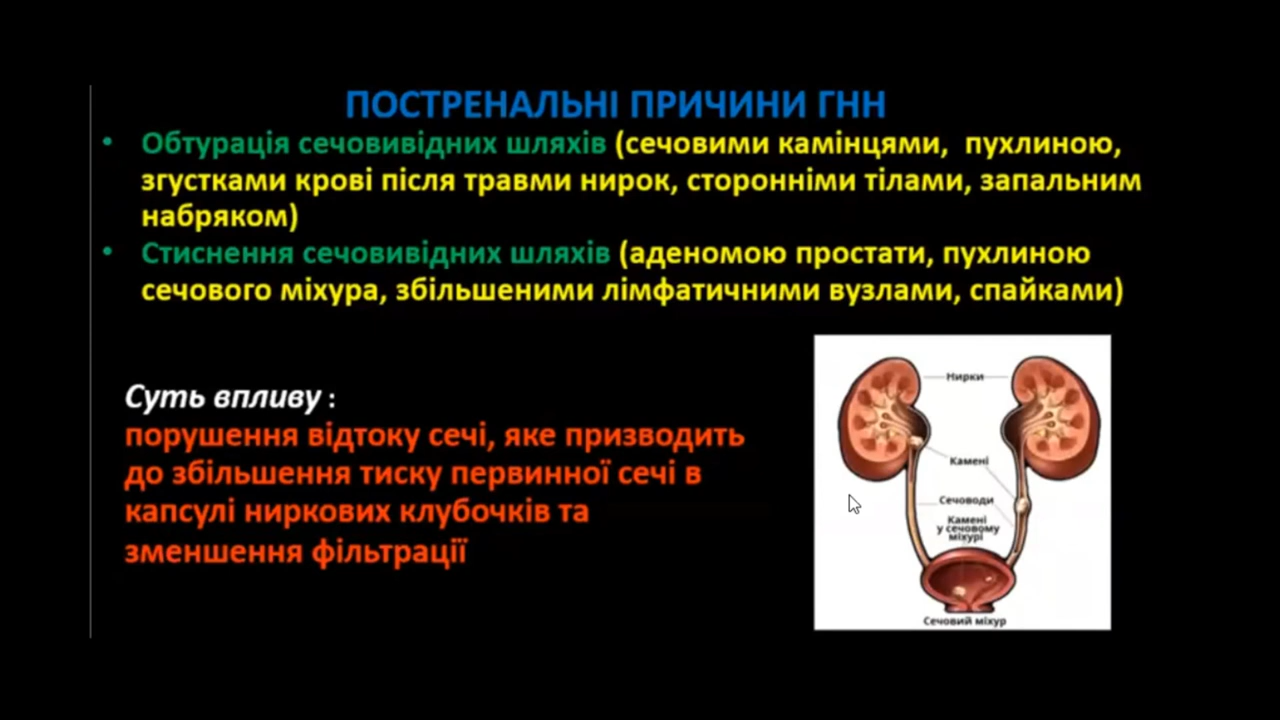 ПОСТРЕНАЛЬНІ ПРИЧИНИ ГНН
• Обтурація сечовивідних шляхів (сечовими камінцями, пухлиною,
згустками крові після травми нирок, сторонніми тілами, запальним
набряком)
• Стиснення сечовивідних шляхів (аденомою простати, пухлиною
сечового міхура, збільшеними лімфатичними вузлами, спайками)
Суть впливу :
порушення відтоку сечі, яке призводить
до збільшення тиску первинної сечі в
капсулі ниркових клубочків та
зменшення фільтрації
Нирки
Камені
Сечоводи
Камені
у сечовому
міхурі
Сечовий міхур